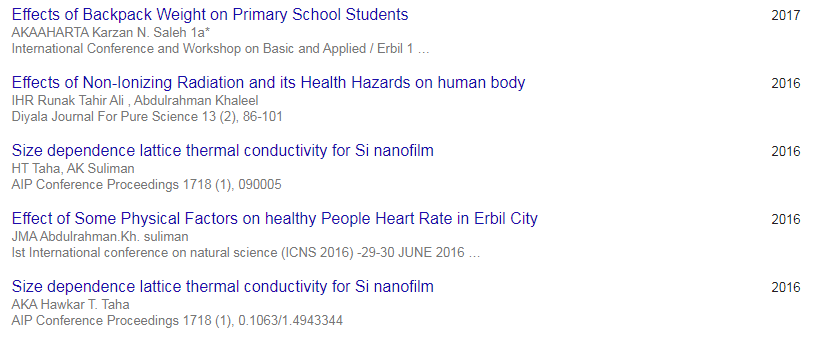 Effects of Backpack Weight on Primary School Students 2017
AKAAHARTA Karzan N. Saleh 1a*
International Conference and Workshop on Basic and Applied / Erbil 1 …
Effects of Non-Ionizing Radiation and its Health Hazards on human body 2016
IHR Runak Tahir Ali , Abdulrahman Khaleel
Diyala Journal For Pure Science 13 (2), 86-101
Size dependence lattice thermal conductivity for Si nanofilm 2016
HT Taha, AK Suliman
AIP Conference Proceedings 1718 (1), 090005
Effect of Some Physical Factors on healthy People Heart Rate in Erbil City 2016
JMA Abdulrahman.Kh. suliman
Ist International conference on natural science (ICNS 2016) -29-30 JUNE 2016 …
Size dependence lattice thermal conductivity for Si nanofilm 2016
AKA Hawkar T. Taha
AIP Conference Proceedings 1718 (1), 0.1063/1.4943344